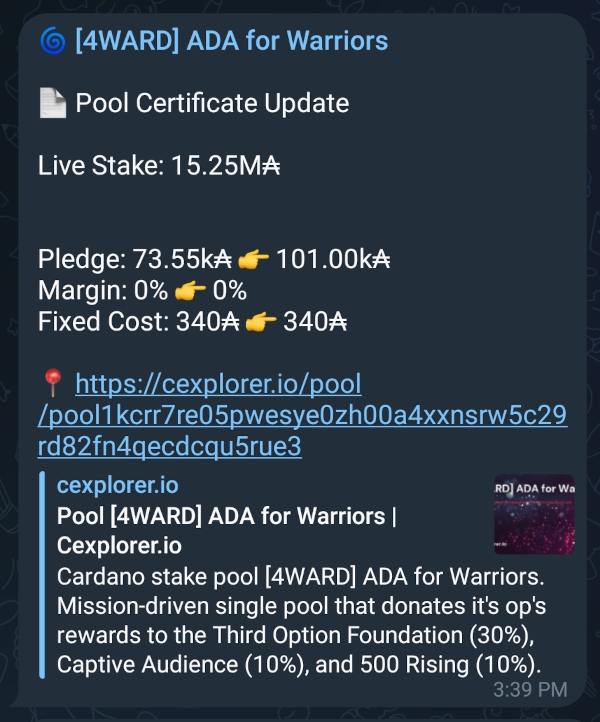 🌀 [4WARD] ADA for Warriors
📄 Pool Certificate Update
Live Stake: 15.25M₳
Pledge: 73.55k₳ 👉 101.00k₳
Margin: 0% 👉 0%
Fixed Cost: 340₳ 👉 340₳
📍 https://cexplorer.io/pool
/pool1kcrr7re05pwesye0zh00a4xxnsrw5c29
rd82fn4qecdcqu5rue3
cexplorer.io
Pool [4WARD] ADA for Warriors |
Cexplorer.io
RD] ADA for Wa
Cardano stake pool [4WARD] ADA for Warriors.
Mission-driven single pool that donates it's op's
rewards to the Third Option Foundation (30%),
Captive Audience (10%), and 500 Rising (10%).
3:39 PM